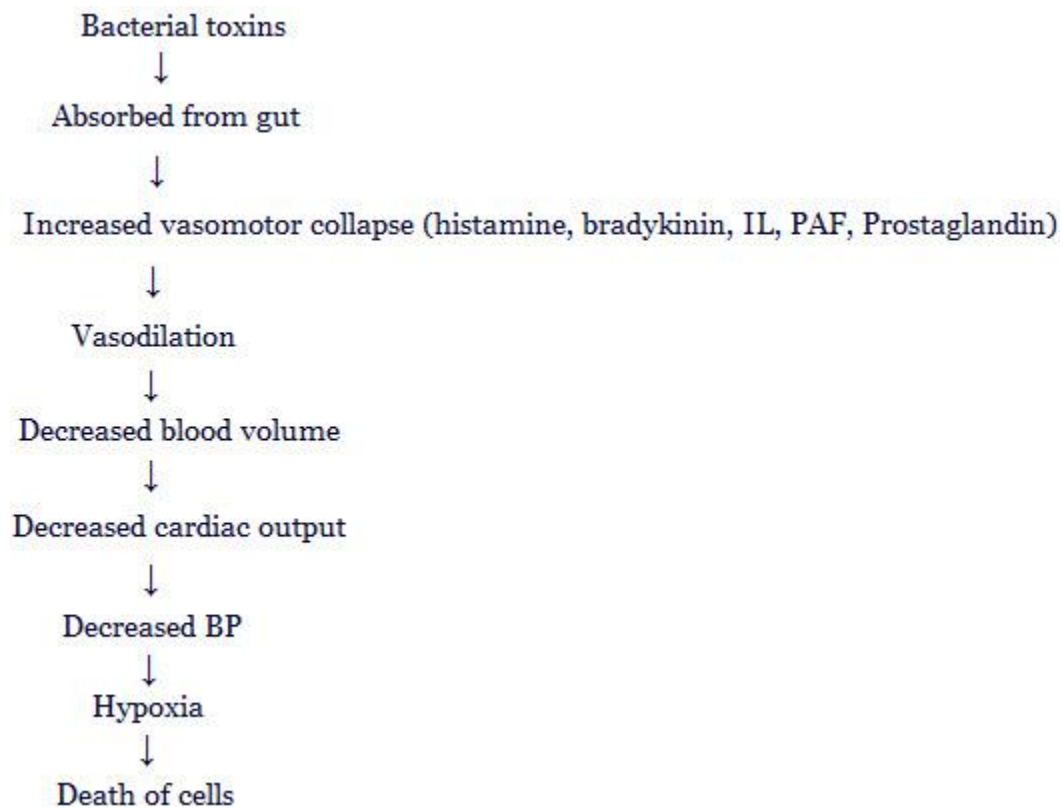 Bacterial toxins
↓
Absorbed from gut
↓
Increased vasomotor collapse (histamine, bradykinin, IL, PAF, Prostaglandin)
↓
Vasodilation
↓
Decreased blood volume
↓
Decreased cardiac output
↓
Decreased BP
↓
Hypoxia
↓
Death of cells